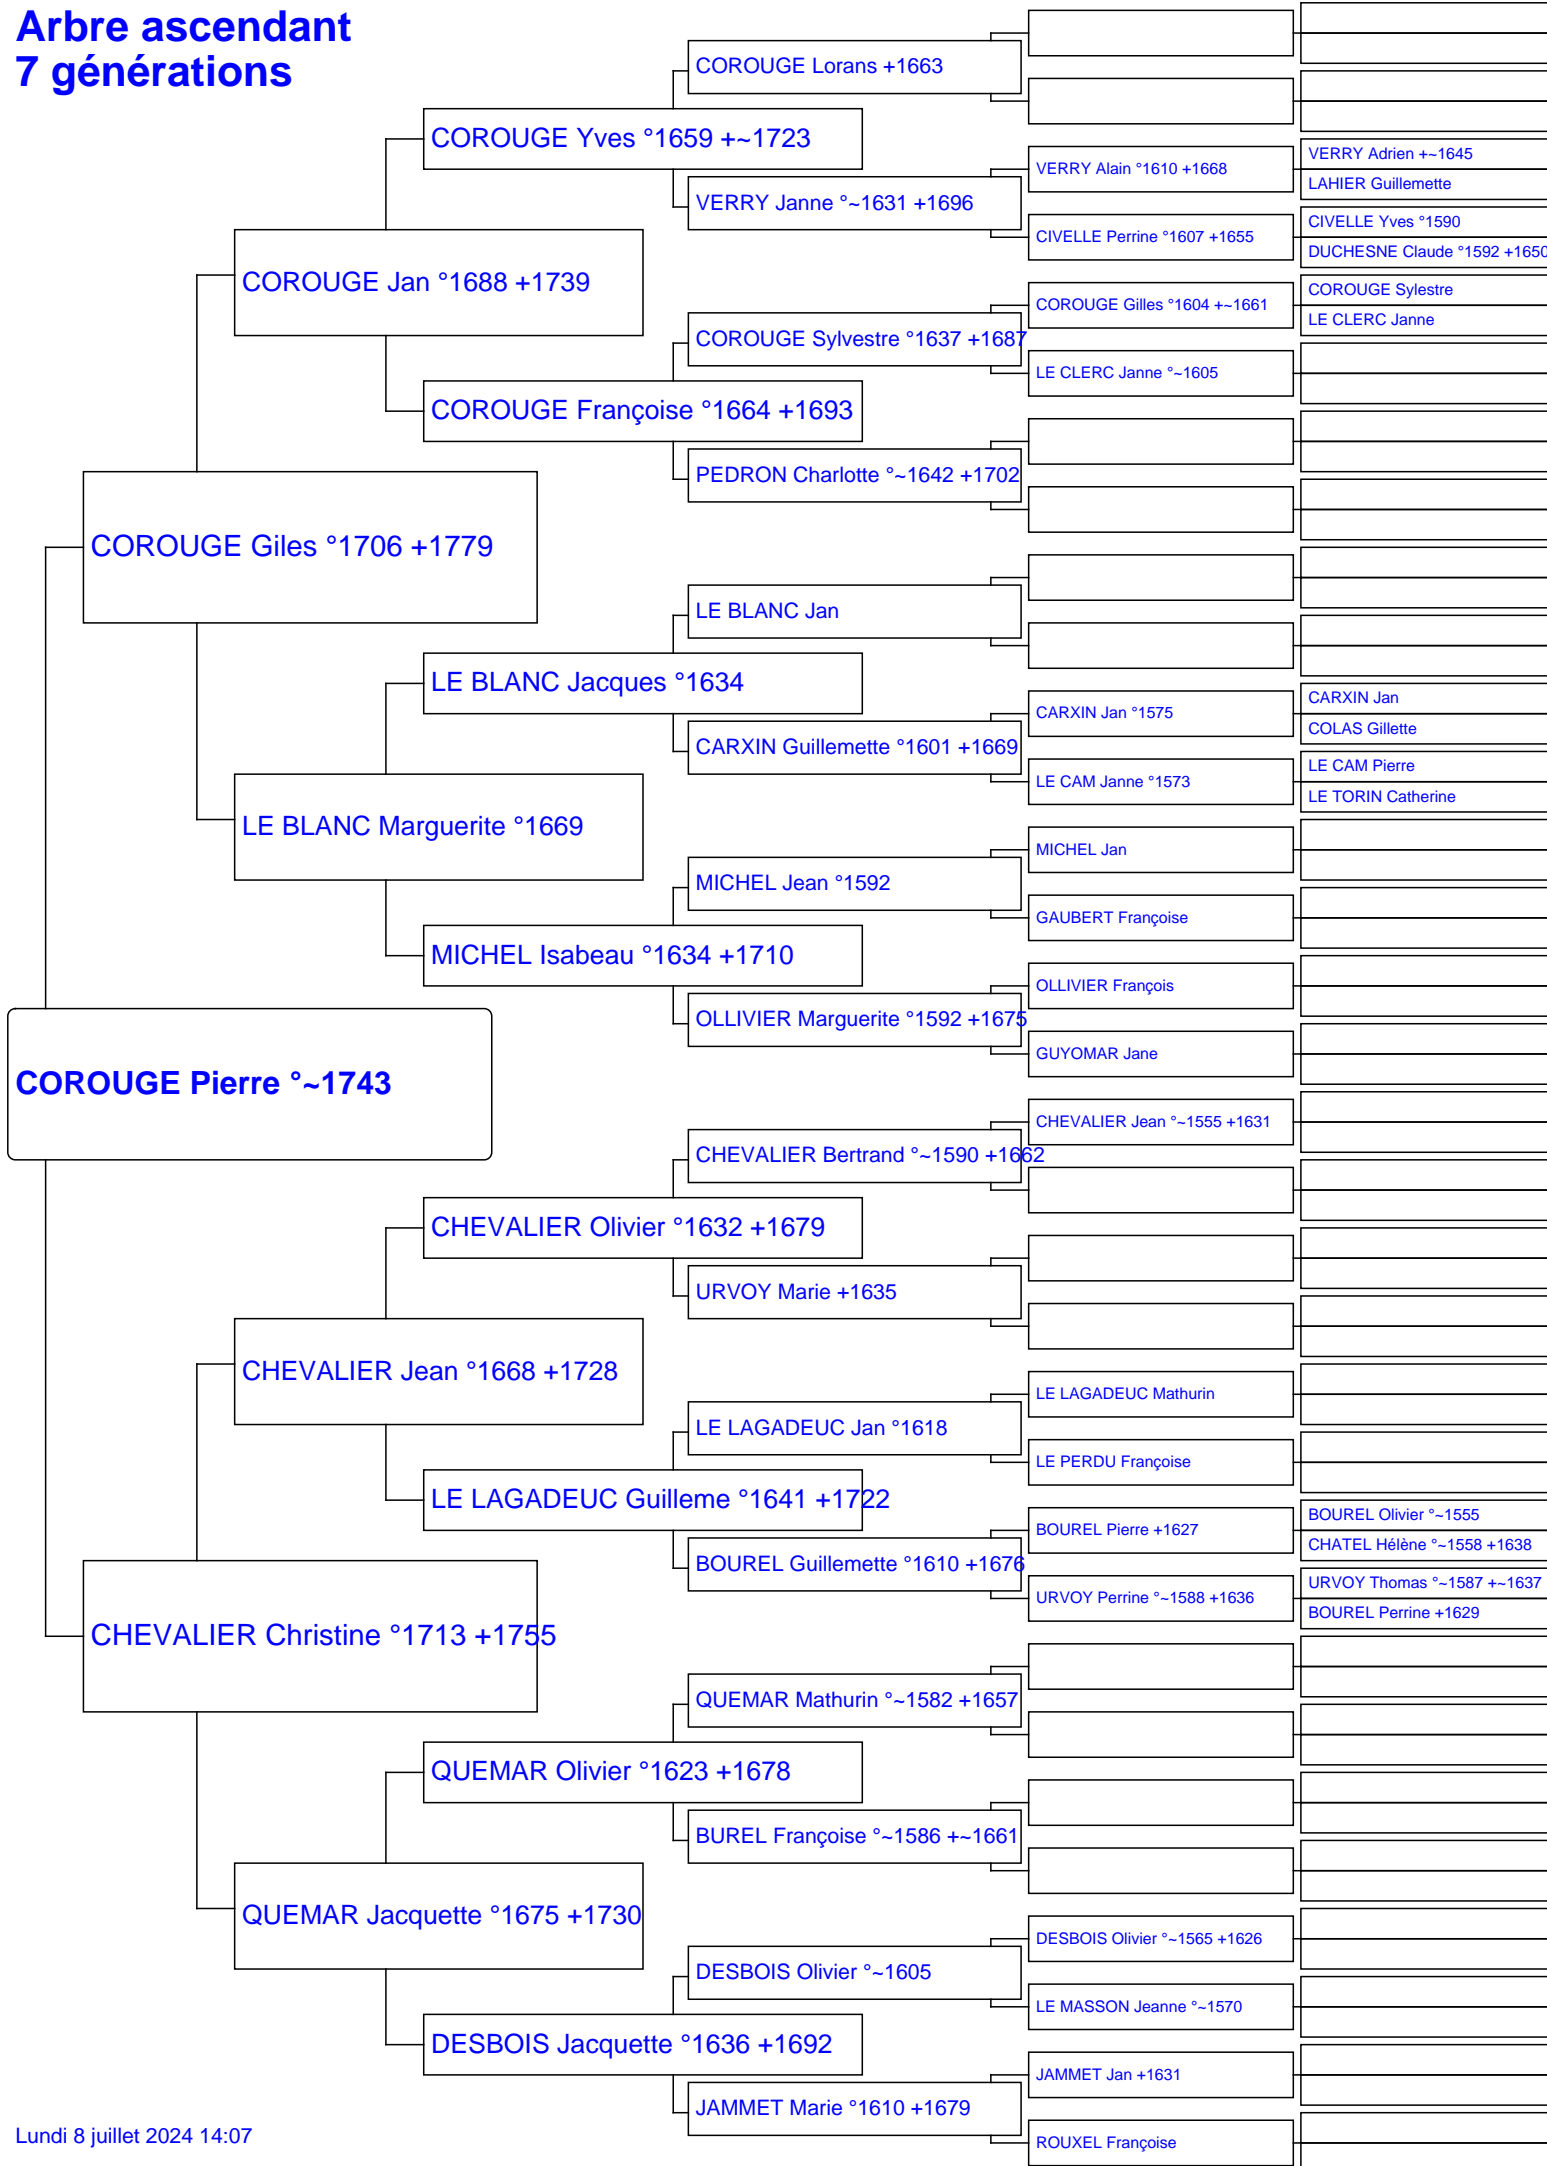 Arbre ascendant
7 générations
COROUGE Lorans +1663
COROUGE Yves °1659 +~1723
VERRY Adrien +~1645
VERRY Alain °1610 +1668
LAHIER Guillemette
VERRY Janne °~1631 +1696
CIVELLE Yves °1590
CIVELLE Perrine °1607 +1655
DUCHESNE Claude °1592 +1650
COROUGE Jan °1688 +1739
COROUGE Sylestre
COROUGE Gilles °1604 +~1661
LE CLERC Janne
COROUGE Sylvestre °1637 +1687
LE CLERC Janne °~1605
COROUGE Françoise °1664 +1693
PEDRON Charlotte °~1642 +1702
COROUGE Giles °1706 +1779
LE BLANC Jan
LE BLANC Jacques °1634
CARXIN Jan
CARXIN Jan °1575
COLAS Gillette
CARXIN Guillemette °1601 +1669
LE CAM Pierre
LE CAM Janne °1573
LE TORIN Catherine
LE BLANC Marguerite °1669
MICHEL Jan
MICHEL Jean °1592
GAUBERT Françoise
MICHEL Isabeau °1634 +1710
OLLIVIER François
OLLIVIER Marguerite °1592 +1675
GUYOMAR Jane
COROUGE Pierre °~1743
CHEVALIER Jean °~1555 +1631
CHEVALIER Bertrand °~1590 +1662
CHEVALIER Olivier °1632 +1679
URVOY Marie +1635
CHEVALIER Jean °1668 +1728
LE LAGADEUC Mathurin
LE LAGADEUC Jan °1618
LE PERDU Françoise
LE LAGADEUC Guilleme °1641 +1722
BOUREL Olivier °~1555
BOUREL Pierre +1627
CHATEL Hélène °~1558 +1638
BOUREL Guillemette °1610 +1676
URVOY Thomas °~1587 +~1637
URVOY Perrine °~1588 +1636
BOUREL Perrine +1629
CHEVALIER Christine °1713 +1755
QUEMAR Mathurin °~1582 +1657
QUEMAR Olivier °1623 +1678
BUREL Françoise °~1586 +~1661
QUEMAR Jacquette °1675 +1730
DESBOIS Olivier °~1565 +1626
DESBOIS Olivier °~1605
LE MASSON Jeanne °~1570
DESBOIS Jacquette °1636 +1692
JAMMET Jan +1631
JAMMET Marie °1610 +1679
ROUXEL Françoise
Lundi 8 juillet 2024 14:07